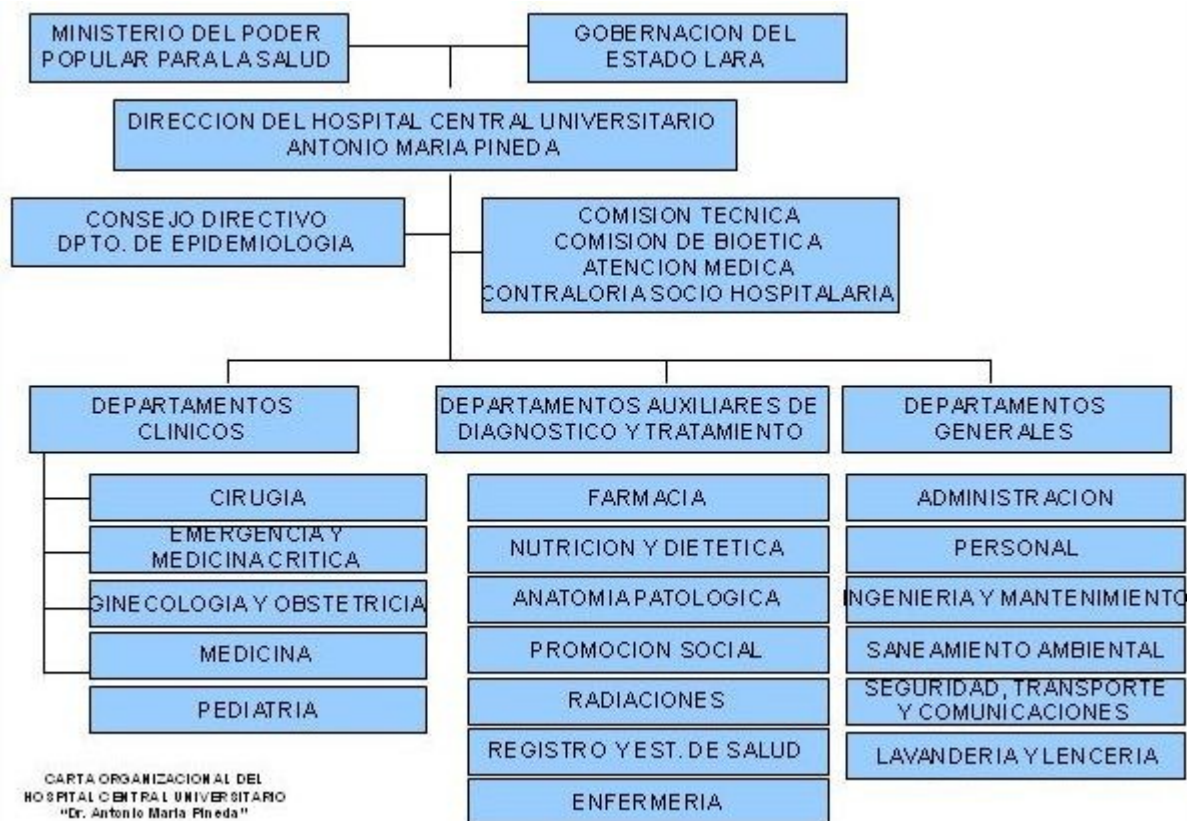 MINISTERIO DEL PODER
POPULAR PARA LA SALUD
GOBERNACION DEL
ESTADO LARA
DIRECCION DEL HOSPITAL CENTRAL UNIVERSITARIO
ANTONIO MARIA PINEDA
CONSEJO DIRECTIVO
DPTO. DE EPIDEMIOLOGIA
COMISION TECNICA
COMISION DE BIOETICA
ATENCION MEDICA
CONTRALORIA SOCIO HOSPITALARIA
DEPARTAMENTOS
CLINICOS
CIRUGIA
EMERGENCIA Y
MEDICINA CRITICA
GINECOLOGIA Y OBSTETRICIA
MEDICINA
PEDIATRIA
DEPARTAMENTOS AUXILIARES DE
DIAGNOSTICO Y TRATAMIENTO
FARMACIA
NUTRICION Y DIETETICA
ANATOMIA PATOLOGICA
PROMOCION SOCIAL
RADIACIONES
REGISTRO Y EST. DE SALUD
ENFERMERIA
DEPARTAMENTOS
GENERALES
ADMINISTRACION
PERSONAL
INGENIERIA Y MANTENIMIENTO
SANEAMIENTO AMBIENTAL
SEGURIDAD, TRANSPORTE
Y COMUNICACIONES
LAVANDERIA Y LENCERIA
CARTA ORGANIZACIONAL DEL
HOSPITAL CENTRAL UNIVERSITARIO
"Dr. Antonio Maria Pineda"